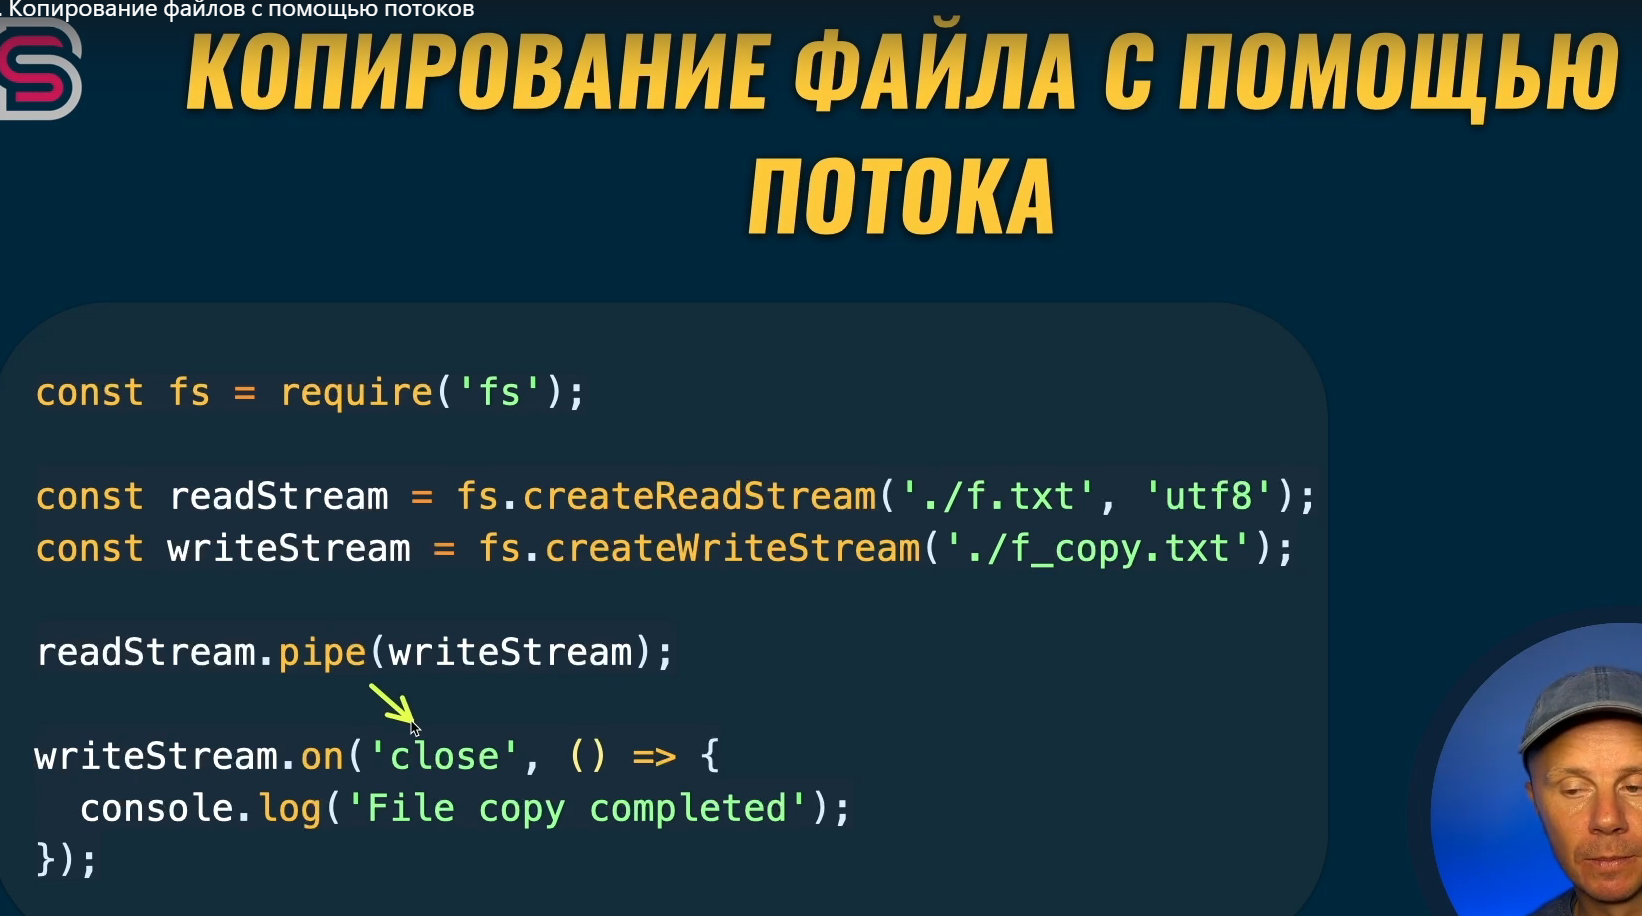 . Копирование файлов с помощью потоков
КОПИРОВАНИЕ ФАЙЛА С ПОМОЩЬЮ
ПОТОКА
const fs = require('fs');
const readStream = fs.createReadStream('./f.txt', 'utf8');
const writeStream = fs.createWriteStream('./f_copy.txt');
readStream.pipe(writeStream);
writeStream.on('close', () => {
  console.log('File copy completed');
});